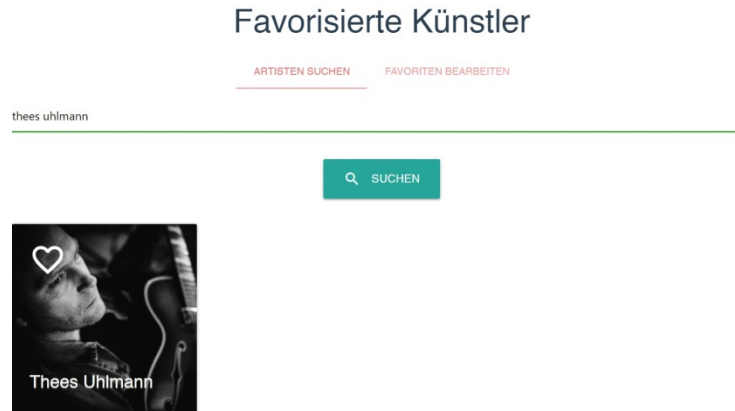 Favorisierte Künstler
ARTISTEN SUCHEN FAVORITEN BEARBEITEN
thees uhlmann
SUCHEN
Thees Uhlmann